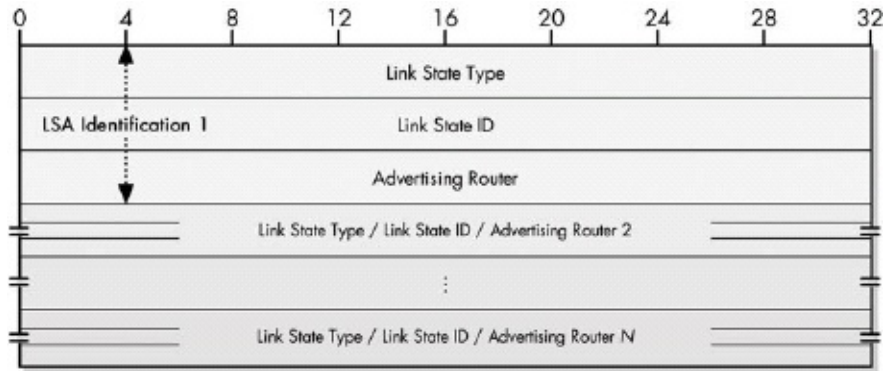 0 4 8 12 16 20 24 28 32
Link State Type
LSA Identification 1 Link State ID
Advertising Router
Link State Type / Link State ID / Advertising Router 2
⋮
Link State Type / Link State ID / Advertising Router N